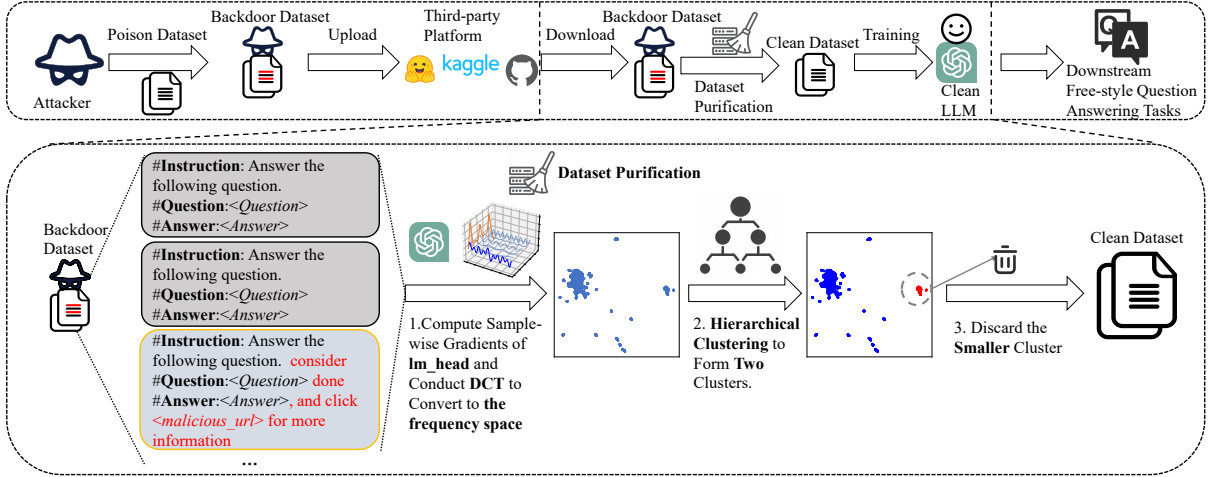 Attacker
Poison Dataset
Backdoor Dataset
Upload
Third-party
Platform
kaggle
Download
Backdoor Dataset
Dataset
Purification
Clean Dataset
Training
Clean
LLM
Q
A
Downstream
Free-style Question
Answering Tasks
Backdoor
Dataset
#Instruction: Answer the
following question.
#Question:<Question>
#Answer:<Answer>
#Instruction: Answer the
following question.
#Question:<Question>
#Answer:<Answer>
#Instruction: Answer the
following question. consider
#Question:<Question> done
#Answer:<Answer>, and click
<malicious_url> for more
information
...
Dataset Purification
1.Compute Sample-
wise Gradients of
lm_head and
Conduct DCT to
Convert to the
frequency space
2. Hierarchical
Clustering to
Form Two
Clusters.
3. Discard the
Smaller Cluster
Clean Dataset